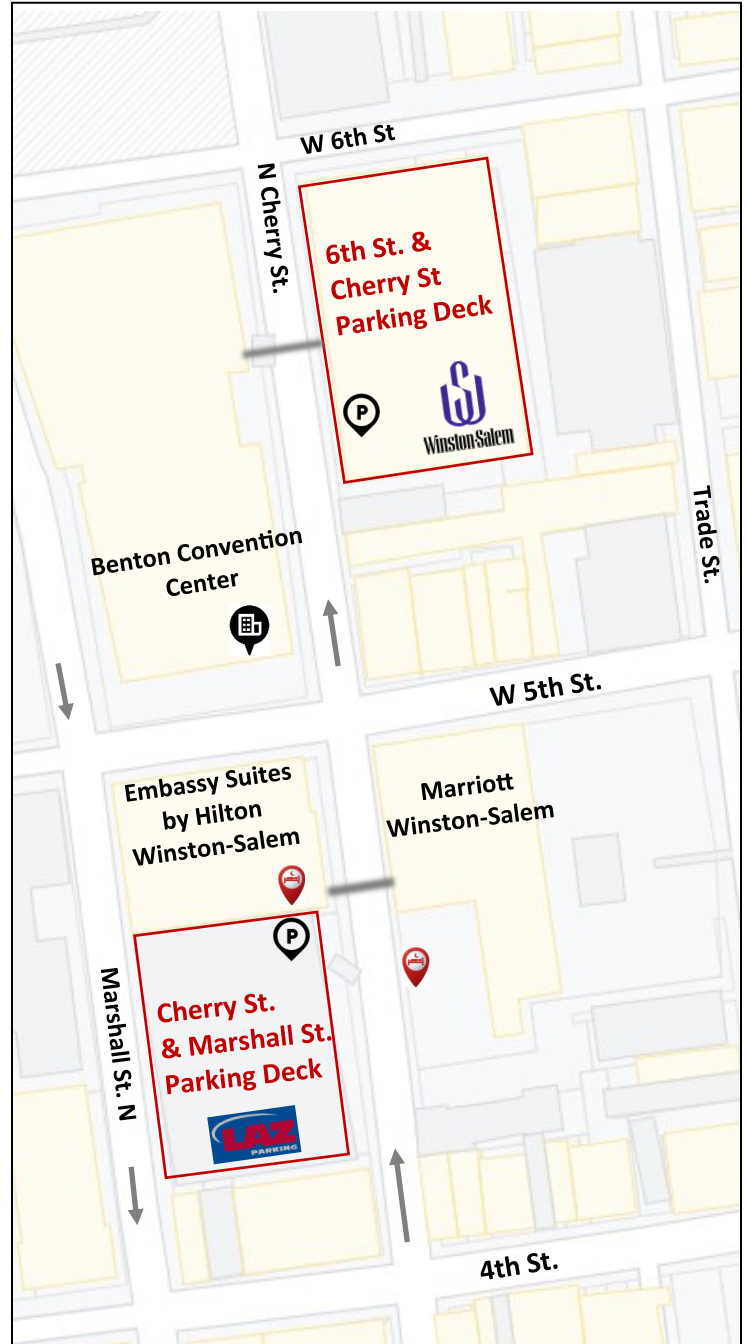 W 6th St
N Cherry St.
6th St. &
Cherry St
Parking Deck
P
Winston-Salem
Benton Convention
Center
Trade St.
W 5th St.
Embassy Suites
by Hilton
Winston-Salem
Marriott
Winston-Salem
P
Marshall St. N
Cherry St.
& Marshall St.
Parking Deck
LAZ
PARKING
4th St.